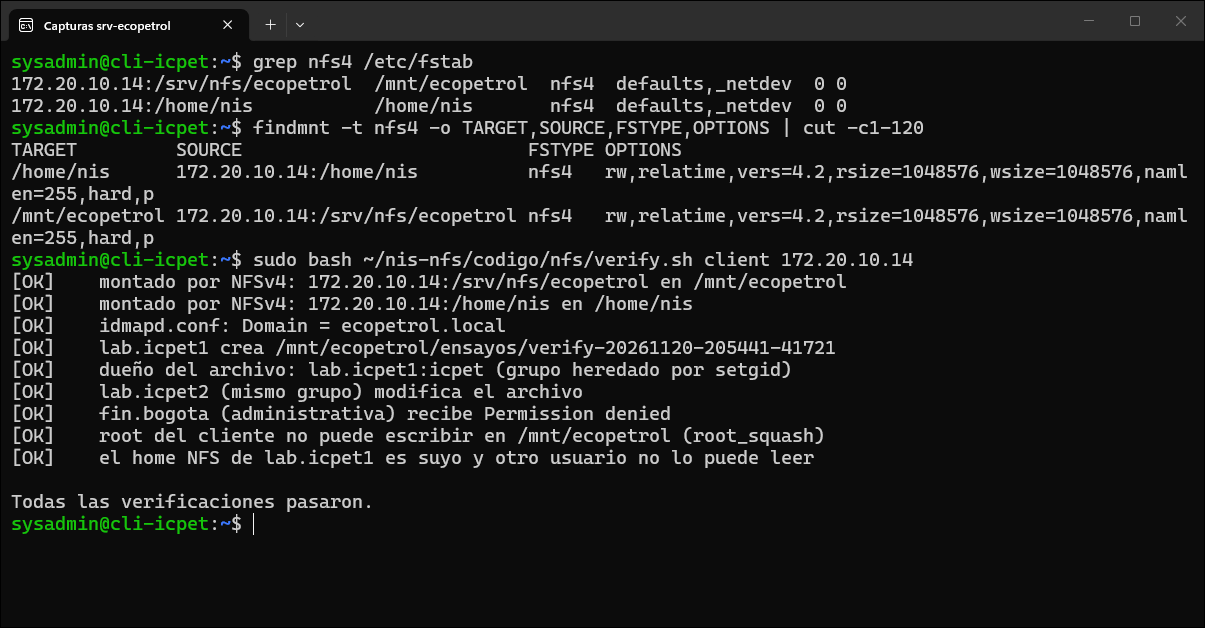 Capturas srv-ecopetrol
sysadmin@cli-icpet:~$ grep nfs4 /etc/fstab
172.20.10.14:/srv/nfs/ecopetrol  /mnt/ecopetrol  nfs4  defaults,_netdev  0 0
172.20.10.14:/home/nis           /home/nis       nfs4  defaults,_netdev  0 0
sysadmin@cli-icpet:~$ findmnt -t nfs4 -o TARGET,SOURCE,FSTYPE,OPTIONS | cut -c1-120
TARGET         SOURCE                          FSTYPE OPTIONS
/home/nis      172.20.10.14:/home/nis          nfs4   rw,relatime,vers=4.2,rsize=1048576,wsize=1048576,naml
en=255,hard,p
/mnt/ecopetrol 172.20.10.14:/srv/nfs/ecopetrol nfs4   rw,relatime,vers=4.2,rsize=1048576,wsize=1048576,naml
en=255,hard,p
sysadmin@cli-icpet:~$ sudo bash ~/nis-nfs/codigo/nfs/verify.sh client 172.20.10.14
[OK]    montado por NFSv4: 172.20.10.14:/srv/nfs/ecopetrol en /mnt/ecopetrol
[OK]    montado por NFSv4: 172.20.10.14:/home/nis en /home/nis
[OK]    idmapd.conf: Domain = ecopetrol.local
[OK]    lab.icpet1 crea /mnt/ecopetrol/ensayos/verify-20261120-205441-41721
[OK]    dueño del archivo: lab.icpet1:icpet (grupo heredado por setgid)
[OK]    lab.icpet2 (mismo grupo) modifica el archivo
[OK]    fin.bogota (administrativa) recibe Permission denied
[OK]    root del cliente no puede escribir en /mnt/ecopetrol (root_squash)
[OK]    el home NFS de lab.icpet1 es suyo y otro usuario no lo puede leer
Todas las verificaciones pasaron.
sysadmin@cli-icpet:~$